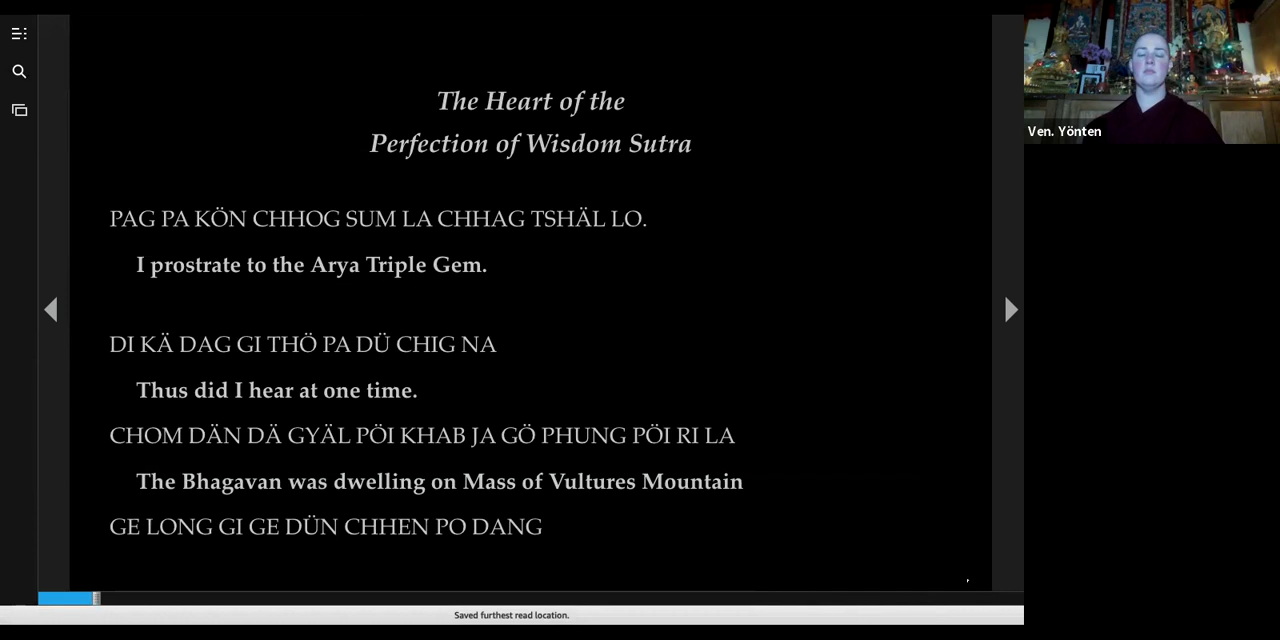 The Heart of the
Perfection of Wisdom Sutra
PAG PA KÖN CHHOG SUM LA CHHAG TSHÄL LO.
I prostrate to the Arya Triple Gem.
DI KÄ DAG GI THÖ PA DÜ CHIG NA
Thus did I hear at one time.
CHOM DÄN DÄ GYÄL PÖI KHAB JA GÖ PHUNG PÖI RI LA
The Bhagavan was dwelling on Mass of Vultures Mountain
GE LONG GI GE DÜN CHHEN PO DANG
Saved furthest read location.
Ven. Yönten